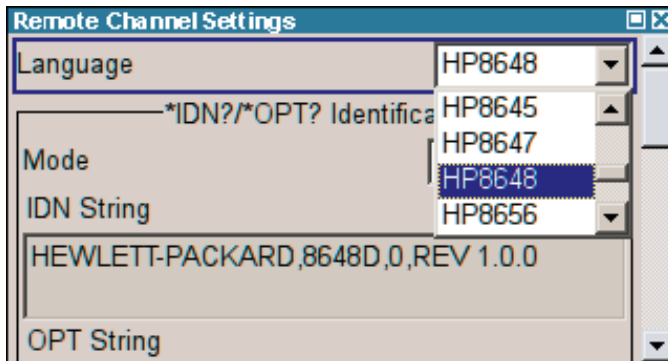 Remote Channel Settings
Language
HP8648
*IDN?/*OPT? Identifica
HP8645
HP8647
Mode
HP8648
IDN String
HP8656
HEWLETT-PACKARD,8648D,0,REV 1.0.0
OPT String